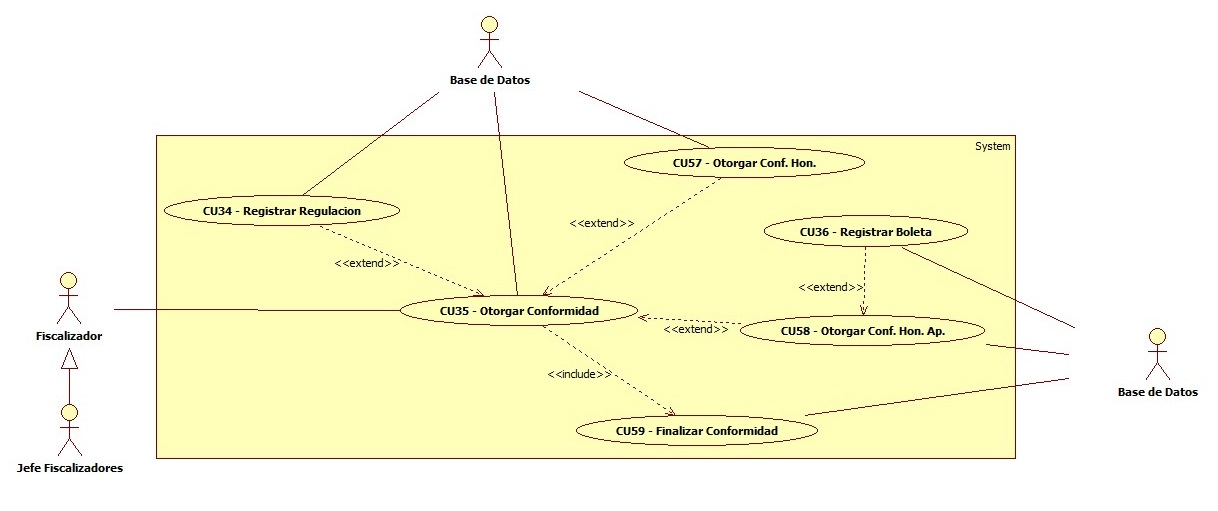 Base de Datos
System
CU57 - Otorgar Conf. Hon.
CU34 - Registrar Regulacion
<<extend>>
CU36 - Registrar Boleta
<<extend>>
<<extend>>
CU35 - Otorgar Conformidad
Fiscalizador
CU58 - Otorgar Conf. Hon. Ap.
<<extend>>
<<include>>
Base de Datos
CU59 - Finalizar Conformidad
Jefe Fiscalizadores